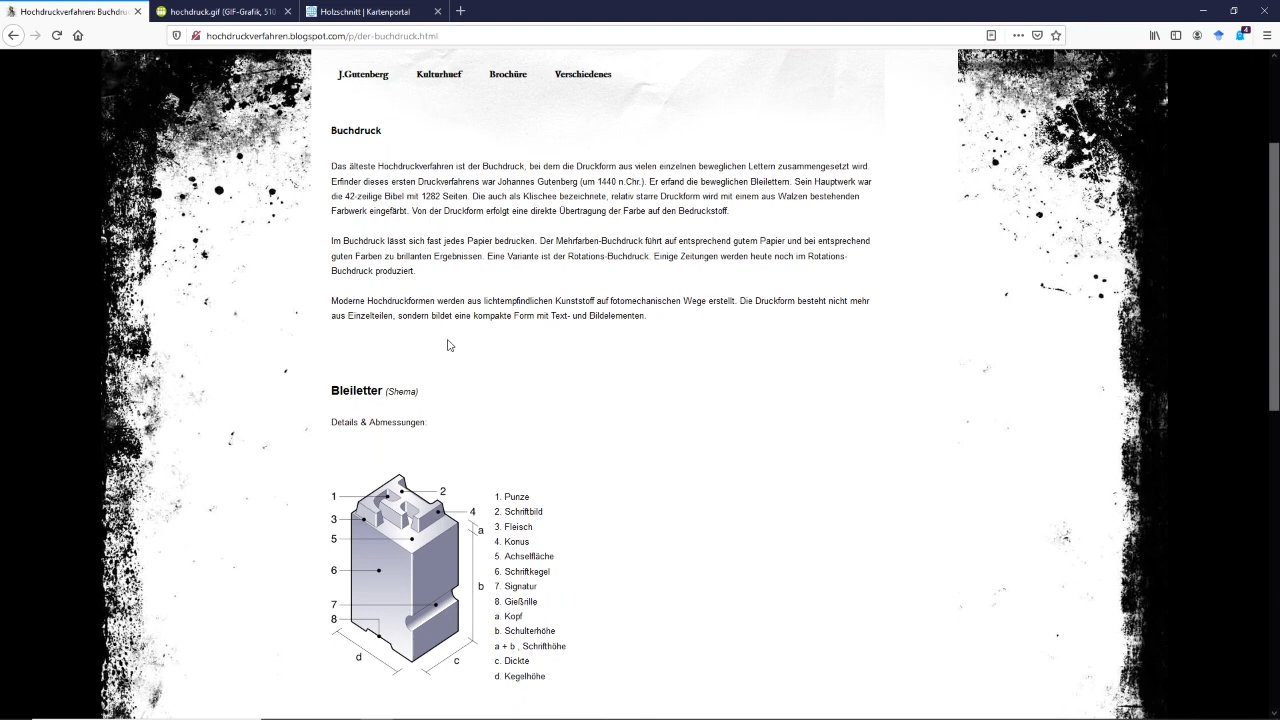 Hochdruckverfahren: Buchdruc
hochdruck.gif (GIF-Grafik, 510
Holzschnitt | Kartenportal
hochdruckverfahren.blogspot.com/p/der-buchdruck.html
4
J.Gutenberg Kulturhuef Brochüre Verschiedenes
Buchdruck
Das älteste Hochdruckverfahren ist der Buchdruck, bei dem die Druckform aus vielen einzelnen beweglichen Lettern zusammengesetzt wird.
Erfinder dieses ersten Druckverfahrens war Johannes Gutenberg (um 1440 n.Chr.). Er erfand die beweglichen Bleilettern. Sein Hauptwerk war
die 42-zeilige Bibel mit 1282 Seiten. Die auch als Klischee bezeichnete, relativ starre Druckform wird mit einem aus Walzen bestehenden
Farbwerk eingefärbt. Von der Druckform erfolgt eine direkte Übertragung der Farbe auf den Bedruckstoff.
Im Buchdruck lässt sich fast jedes Papier bedrucken. Der Mehrfarben-Buchdruck führt auf entsprechend gutem Papier und bei entsprechend
guten Farben zu brillanten Ergebnissen. Eine Variante ist der Rotations-Buchdruck. Einige Zeitungen werden heute noch im Rotations-
Buchdruck produziert.
Moderne Hochdruckformen werden aus lichtempfindlichen Kunststoff auf fotomechanischen Wege erstellt. Die Druckform besteht nicht mehr
aus Einzelteilen, sondern bildet eine kompakte Form mit Text- und Bildelementen.
Bleiletter (Shema)
Details & Abmessungen:
1
2
3
4
5
6
7
8
a
b
c
d
1. Punze
2. Schriftbild
3. Fleisch
4. Konus
5. Achselfläche
6. Schriftkegel
7. Signatur
8. Gießrille
a. Kopf
b. Schulterhöhe
a + b , Schrifthöhe
c. Dickte
d. Kegelhöhe